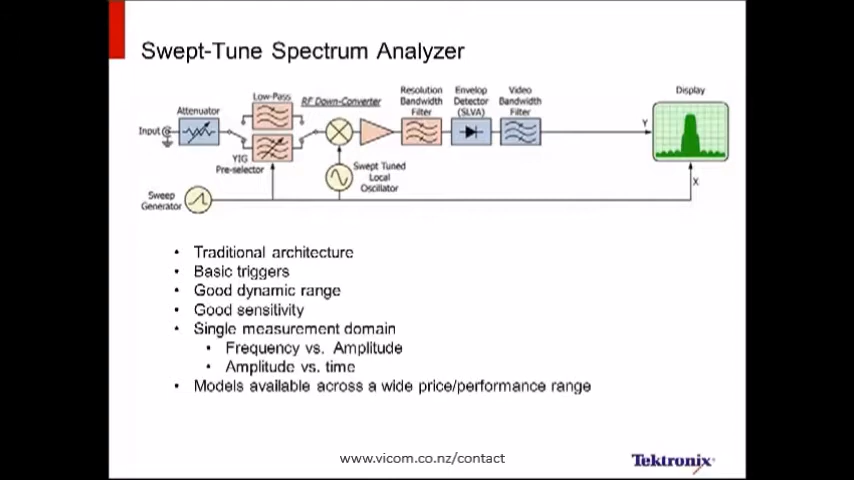 Swept-Tune Spectrum Analyzer
Attenuator
Low-Pass
RF Down-Converter
Resolution
Bandwidth
Filter
Envelop
Detector
(SLVA)
Video
Bandwidth
Filter
Display
Input
Y
YIG
Pre-selector
Swept Tuned
Local
Oscillator
X
Sweep
Generator
• Traditional architecture
• Basic triggers
• Good dynamic range
• Good sensitivity
• Single measurement domain
• Frequency vs. Amplitude
• Amplitude vs. time
• Models available across a wide price/performance range
www.vicom.co.nz/contact
Tektronix